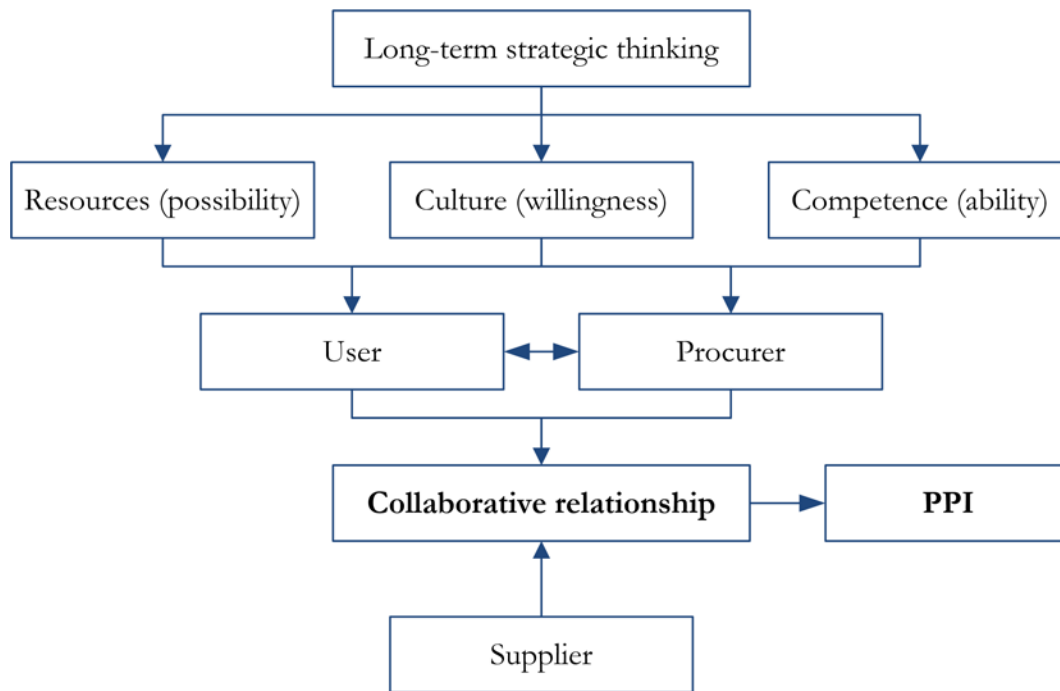 Long-term strategic thinking
Resources (possibility)
Culture (willingness)
Competence (ability)
User
Procurer
Collaborative relationship
PPI
Supplier